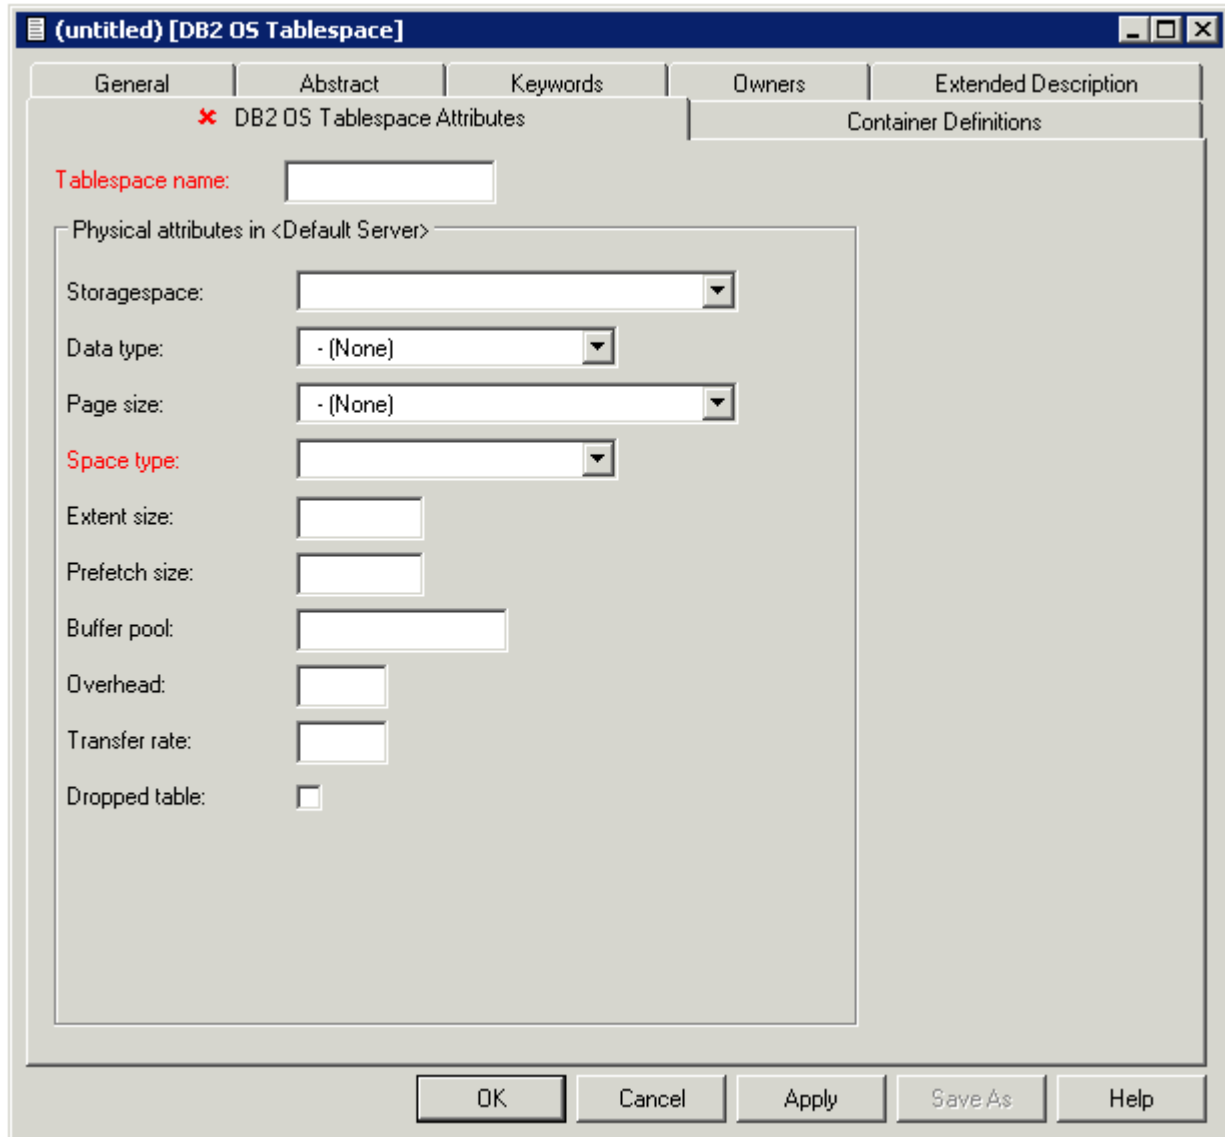 (untitled) [DB2 OS Tablespace]
General Abstract Keywords Owners Extended Description
DB2 OS Tablespace Attributes Container Definitions
Tablespace name:
Physical attributes in <Default Server>
Storagespace:
Data type: - (None)
Page size: - (None)
Space type:
Extent size:
Prefetch size:
Buffer pool:
Overhead:
Transfer rate:
Dropped table:
OK Cancel Apply Save As Help